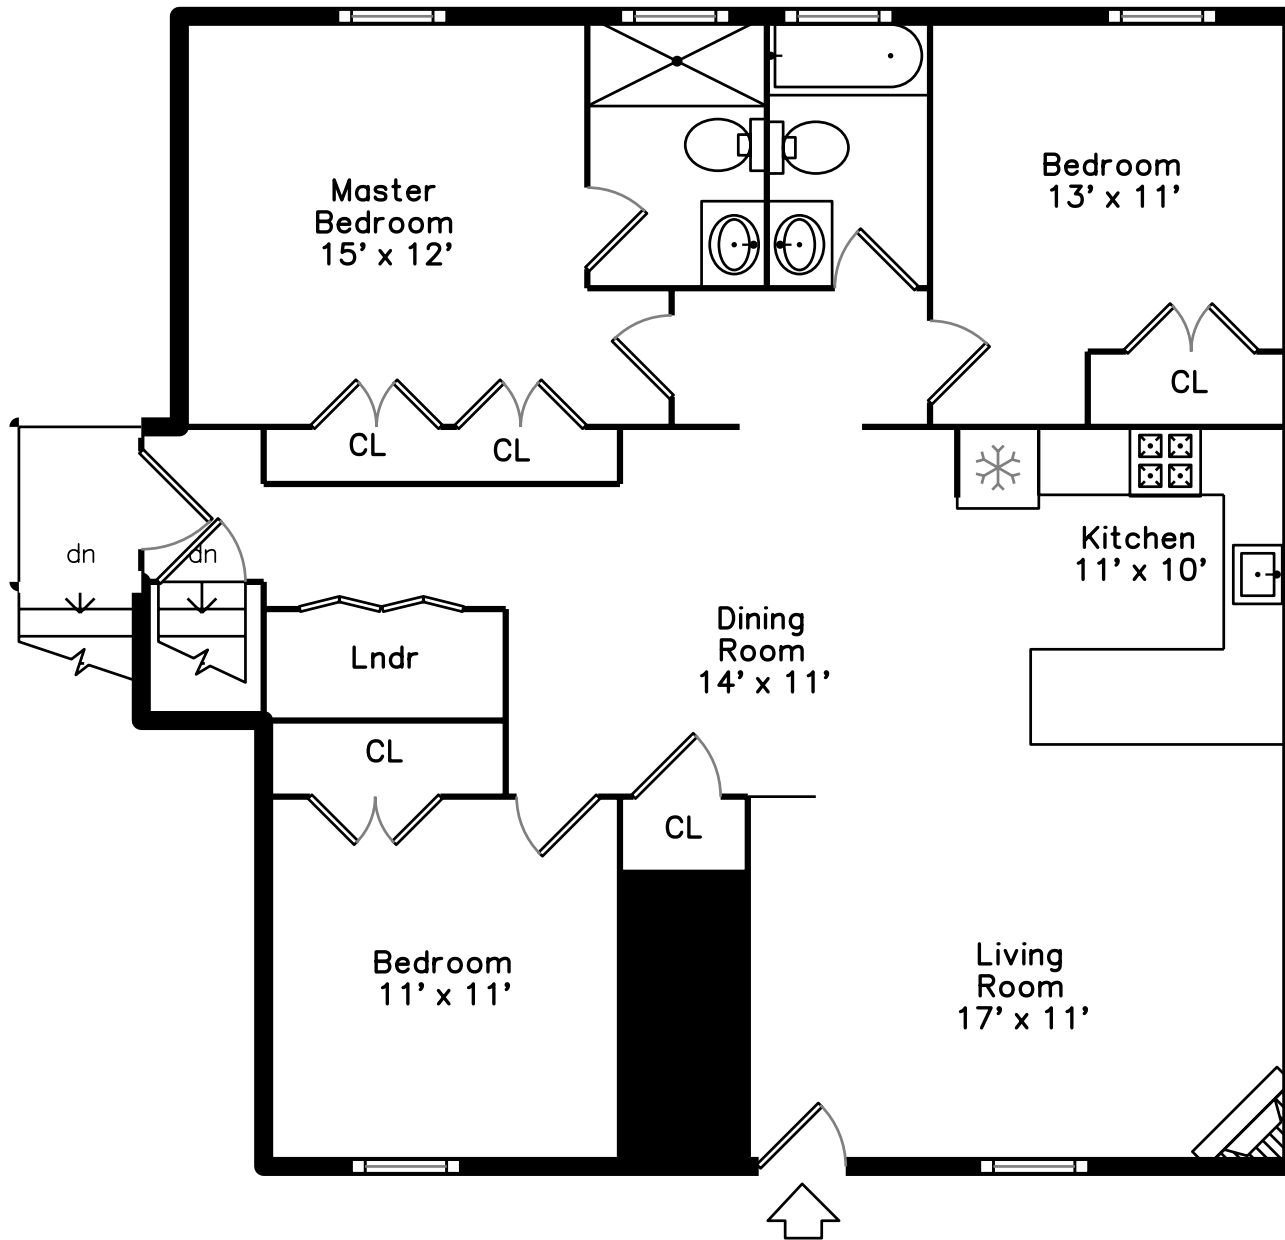 Master
Bedroom
15' x 12'
Bedroom
13' x 11'
CL
CL
CL
dn
dn
Kitchen
11' x 10'
Dining
Room
14' x 11'
Lndr
CL
CL
Bedroom
11' x 11'
Living
Room
17' x 11'